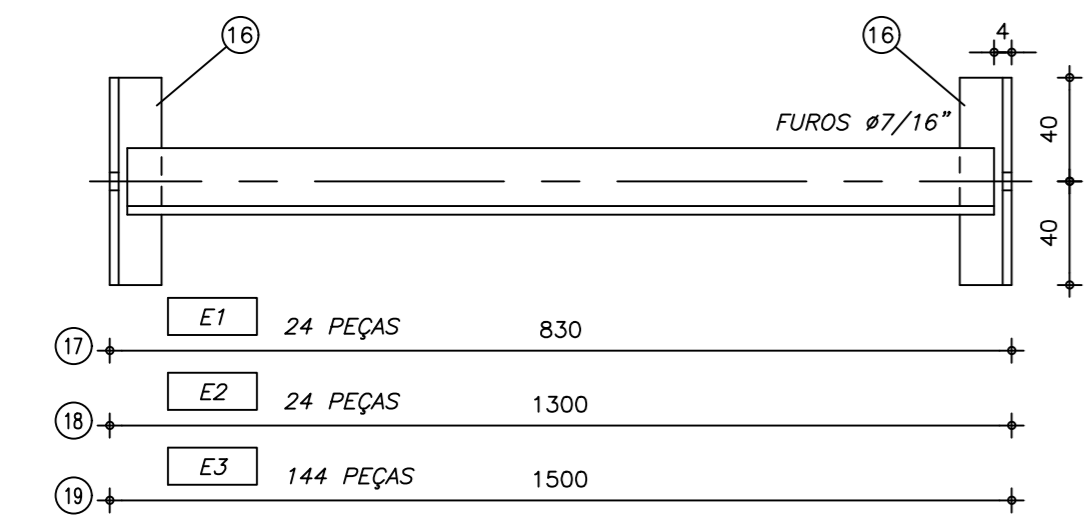 16
16
4
FUROS ø7/16"
40
40
E1
24 PEÇAS
830
17
E2
24 PEÇAS
1300
18
E3
144 PEÇAS
1500
19